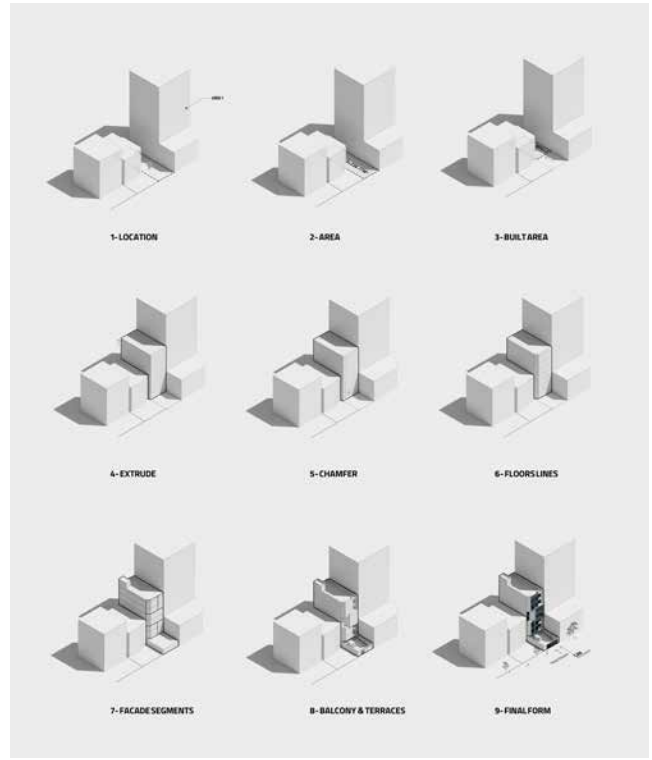 1- LOCATION
2- AREA
3- BUILT AREA
4- EXTRUDE
5- CHAMFER
6- FLOORS LINES
7- FACADE SEGMENTS
8- BALCONY & TERRACES
9- FINAL FORM